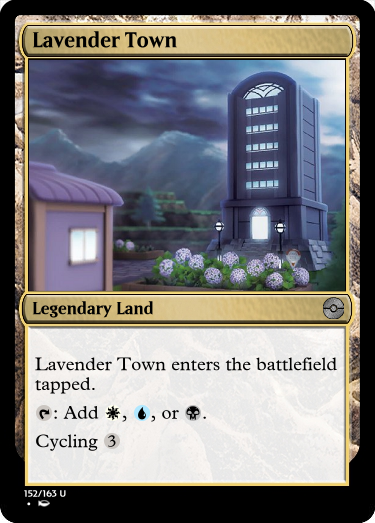 Lavender Town
Legendary Land
Lavender Town enters the battlefield
tapped.
: Add , , or .
Cycling 3
152/163 U